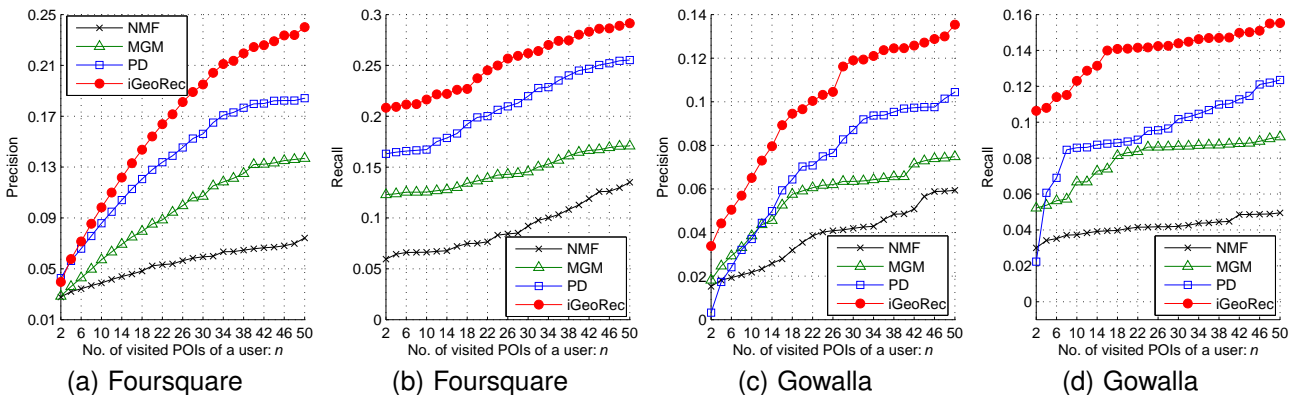 0.25
0.21
0.17
0.13
0.09
0.05
0.01
Precision
NMF
MGM
PD
iGeoRec
2 6 10 14 18 22 26 30 34 38 42 46 50
No. of visited POIs of a user: n
(a) Foursquare
0.3
0.25
0.2
0.15
0.1
0.05
0
Recall
NMF
MGM
PD
iGeoRec
2 6 10 14 18 22 26 30 34 38 42 46 50
No. of visited POIs of a user: n
(b) Foursquare
0.14
0.12
0.1
0.08
0.06
0.04
0.02
0
Precision
NMF
MGM
PD
iGeoRec
2 6 10 14 18 22 26 30 34 38 42 46 50
No. of visited POIs of a user: n
(c) Gowalla
0.16
0.14
0.12
0.1
0.08
0.06
0.04
0.02
0
Recall
NMF
MGM
PD
iGeoRec
2 6 10 14 18 22 26 30 34 38 42 46 50
No. of visited POIs of a user: n
(d) Gowalla